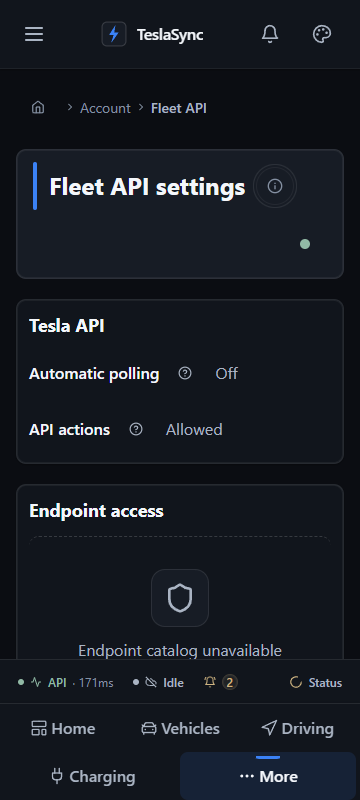 TeslaSync
Account
Fleet API
Fleet API settings
Tesla API
Automatic polling Off
API actions Allowed
Endpoint access
Endpoint catalog unavailable
API · 171ms Idle 2 Status
Home Vehicles Driving
Charging More